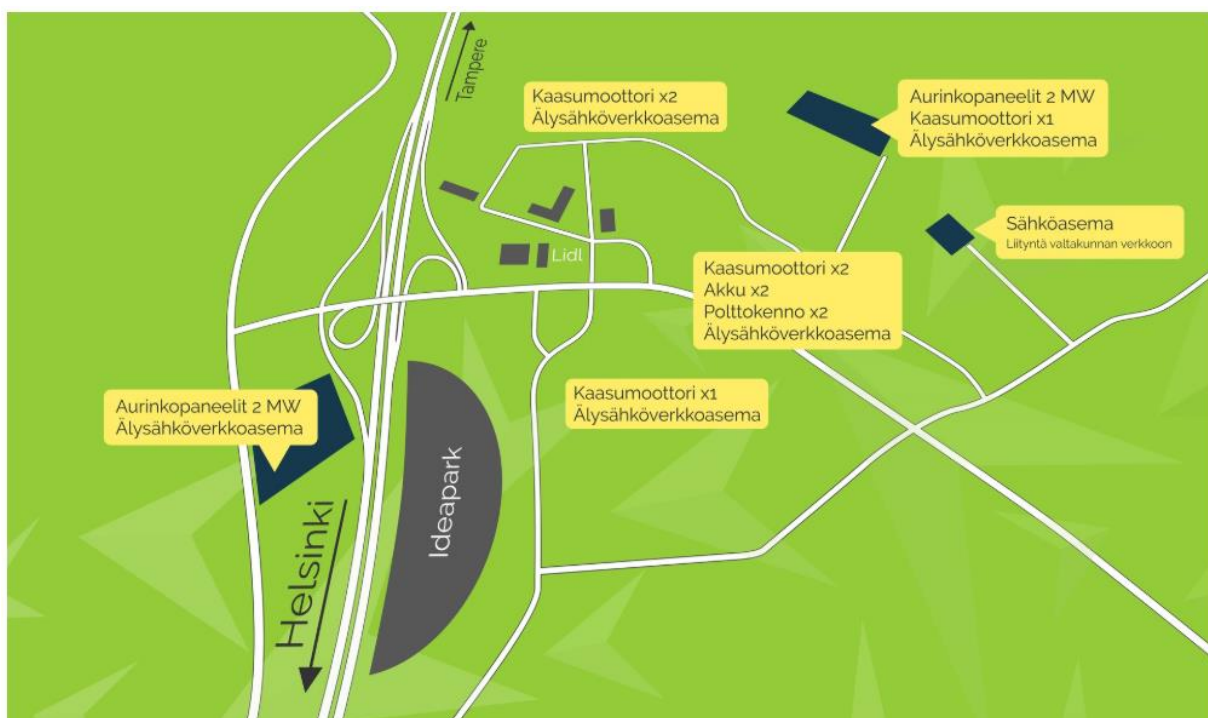 Tampere
Kaasumoottori x2
Älysähköverkkoasema
Aurinkopaneelit 2 MW
Kaasumoottori x1
Älysähköverkkoasema
Sähköasema
Liityntä valtakunnan verkkoon
Lidl
Kaasumoottori x2
Akku x2
Polttokenno x2
Älysähköverkkoasema
Aurinkopaneelit 2 MW
Älysähköverkkoasema
Kaasumoottori x1
Älysähköverkkoasema
Ideapark
Helsinki